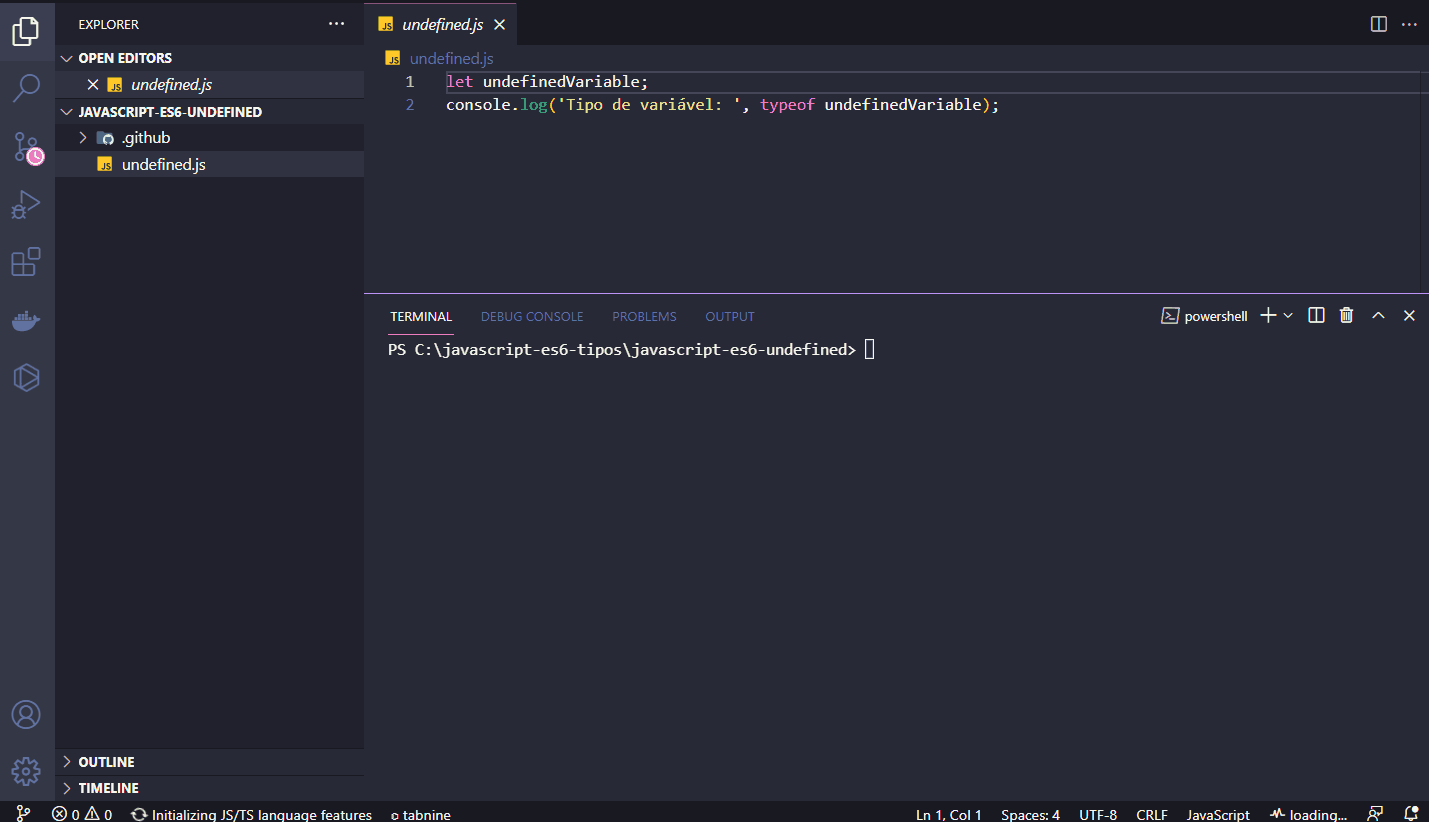 EXPLORER
OPEN EDITORS
JS undefined.js
JAVASCRIPT-ES6-UNDEFINED
.github
JS undefined.js
OUTLINE
TIMELINE
JS undefined.js
JS undefined.js
1 let undefinedVariable;
2 console.log('Tipo de variável: ', typeof undefinedVariable);
TERMINAL DEBUG CONSOLE PROBLEMS OUTPUT powershell
PS C:\javascript-es6-tipos\javascript-es6-undefined>
0 0 Initializing JS/TS language features tabnine Ln 1, Col 1 Spaces: 4 UTF-8 CRLF JavaScript loading...